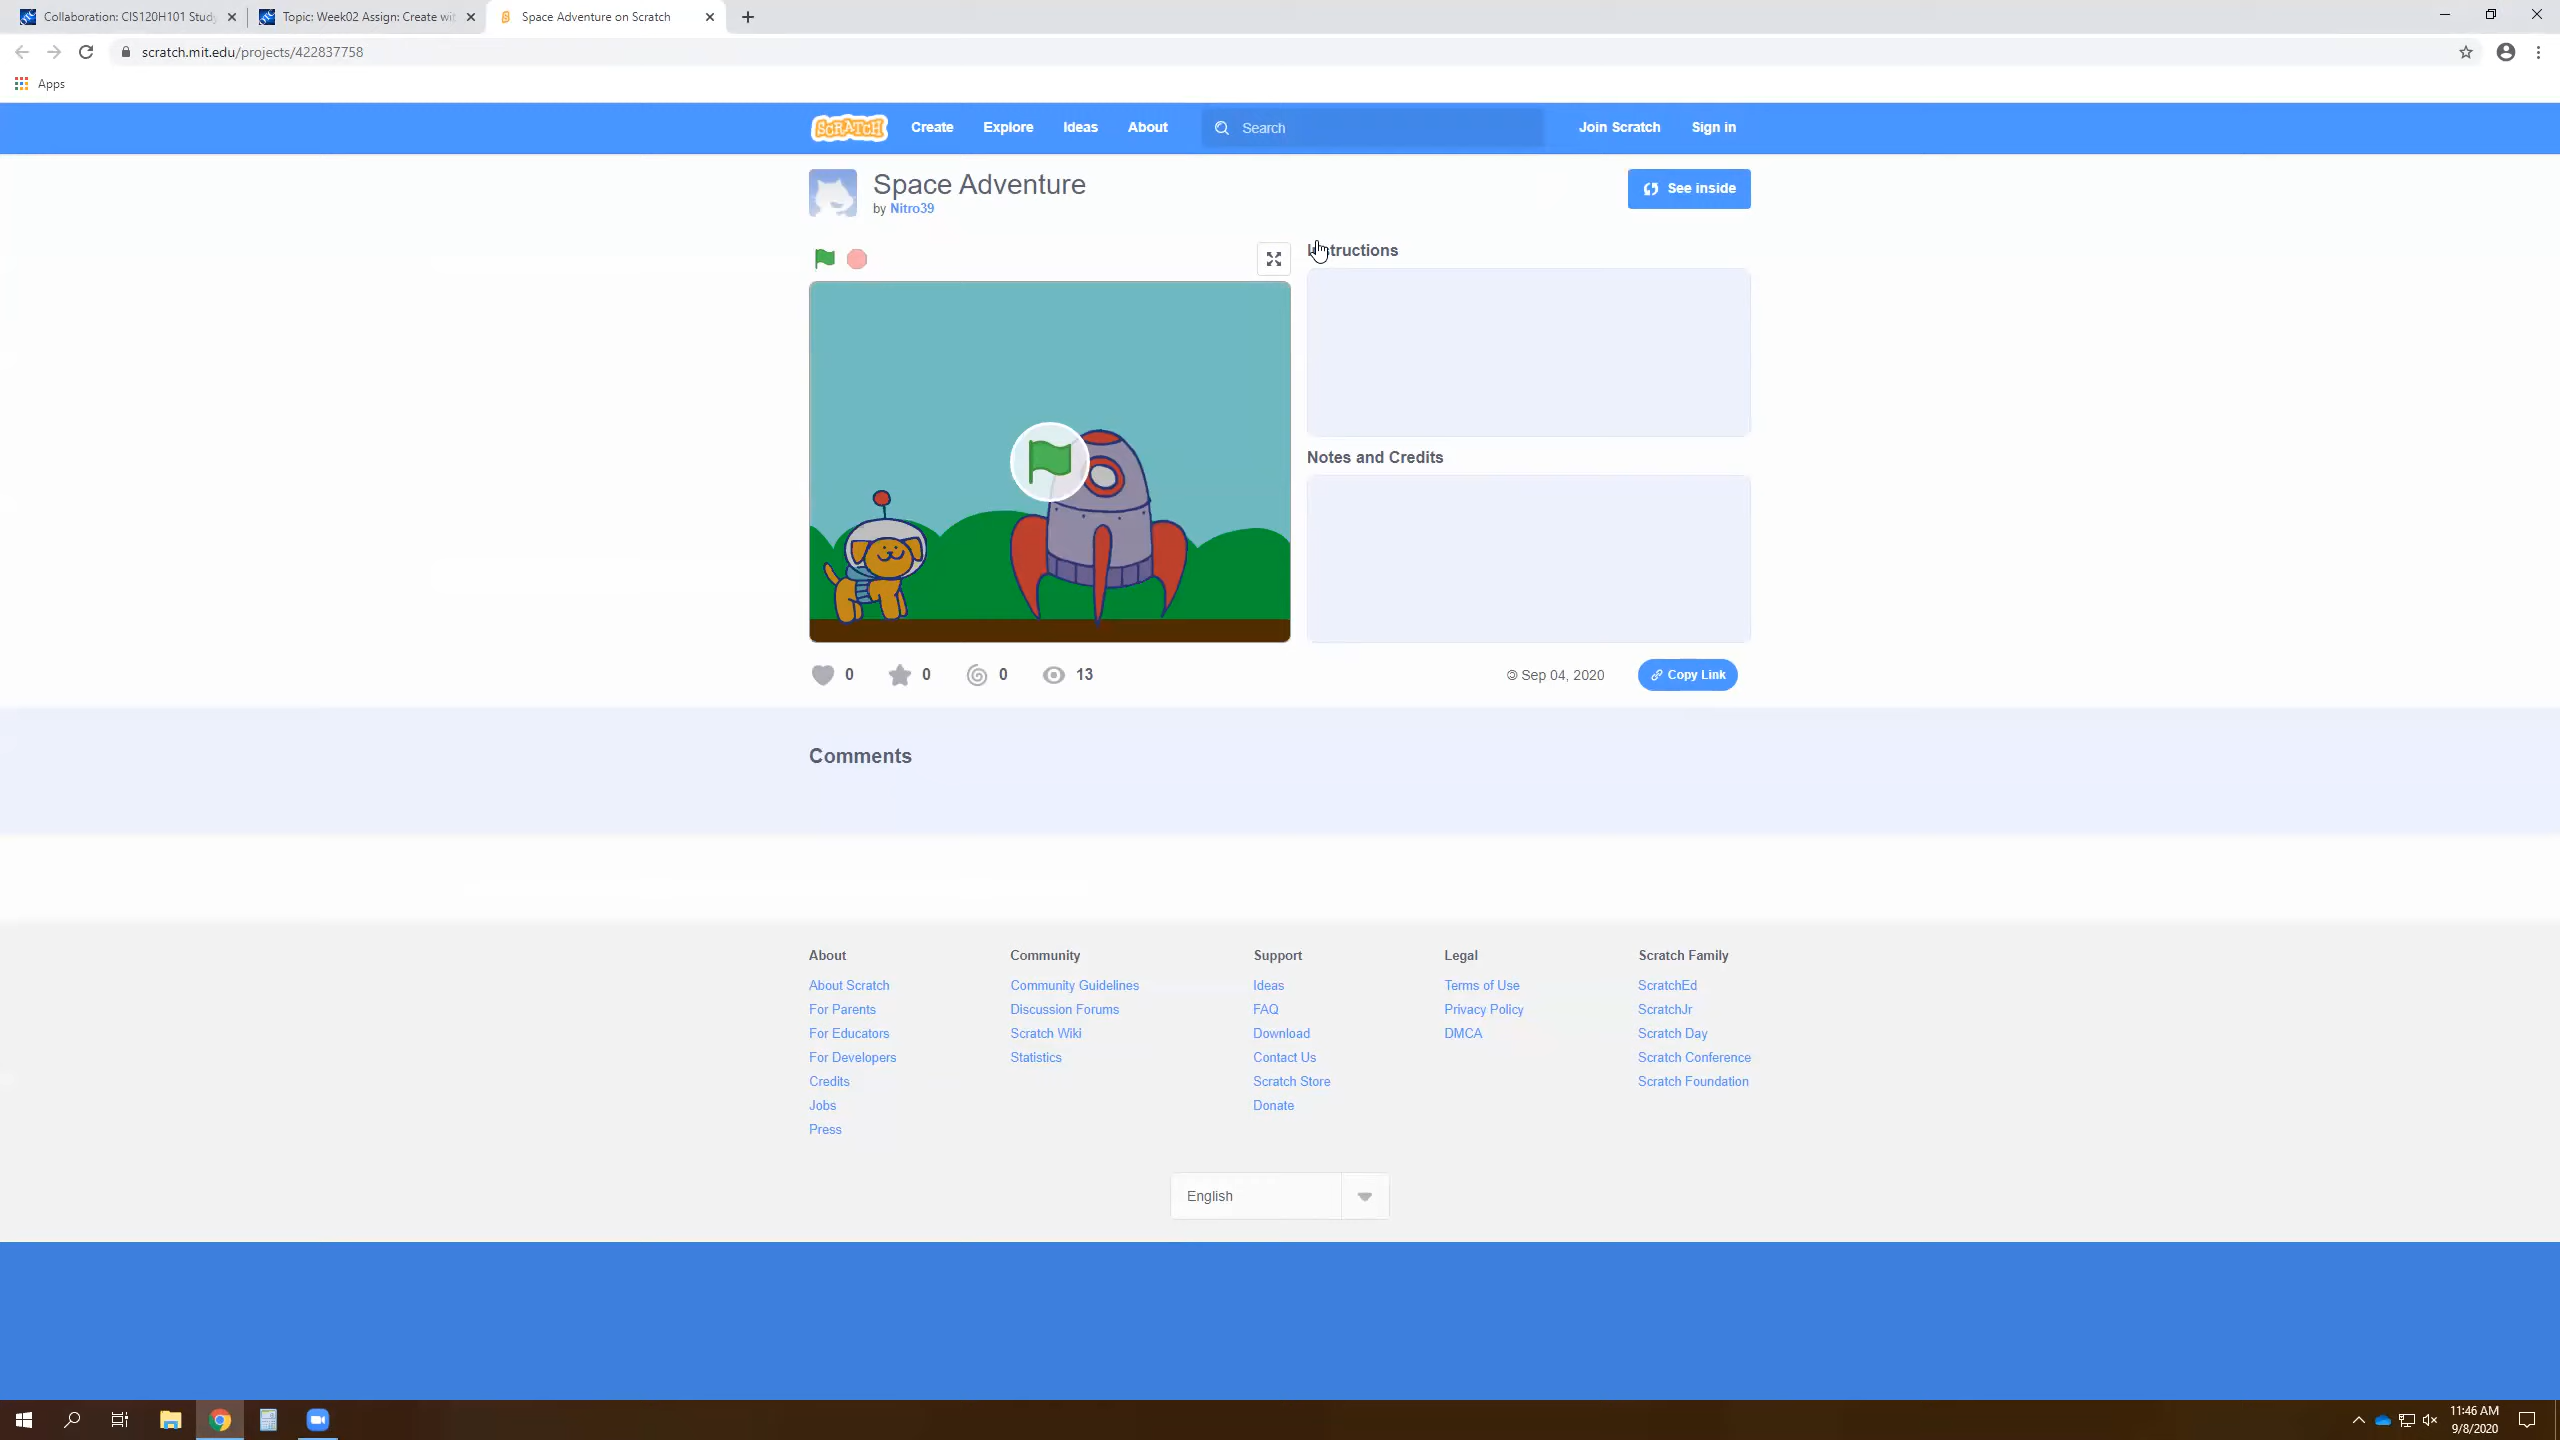 Collaboration: CIS120H101 Study
Topic: Week02 Assign: Create wit
Space Adventure on Scratch
scratch.mit.edu/projects/422837758
Apps
SCRATCH
Create
Explore
Ideas
About
Search
Join Scratch
Sign in
Space Adventure
by Nitro39
See inside
Instructions
Notes and Credits
0
0
0
13
© Sep 04, 2020
Copy Link
Comments
About
About Scratch
For Parents
For Educators
For Developers
Credits
Jobs
Press
Community
Community Guidelines
Discussion Forums
Scratch Wiki
Statistics
Support
Ideas
FAQ
Download
Contact Us
Scratch Store
Donate
Legal
Terms of Use
Privacy Policy
DMCA
Scratch Family
ScratchEd
ScratchJr
Scratch Day
Scratch Conference
Scratch Foundation
English
11:46 AM
9/8/2020